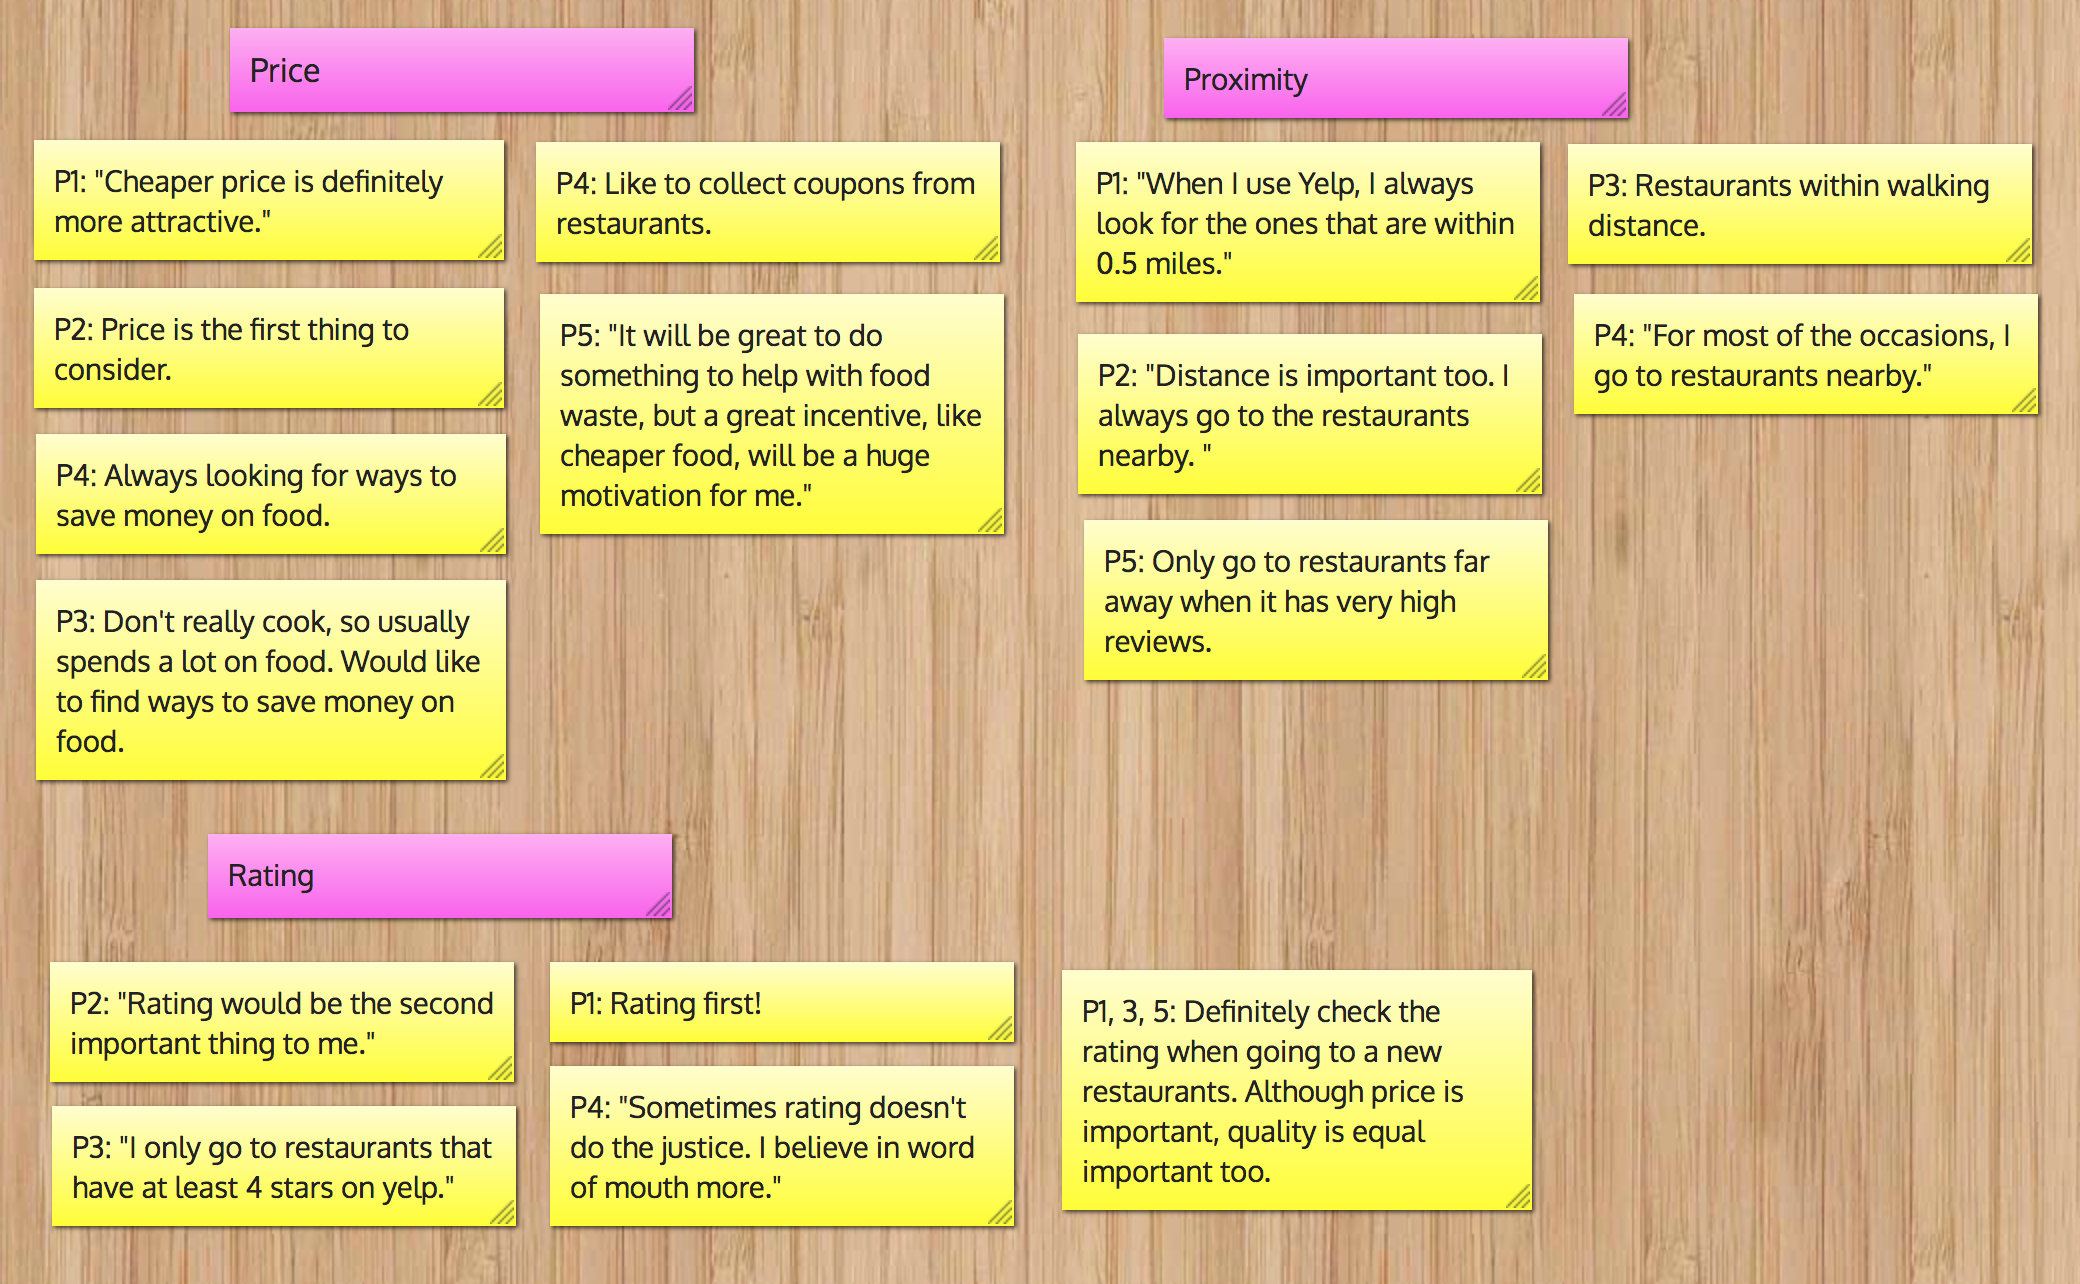 Price
P1: "Cheaper price is definitely
more attractive."
P2: Price is the first thing to
consider.
P4: Always looking for ways to
save money on food.
P3: Don't really cook, so usually
spends a lot on food. Would like
to find ways to save money on
food.
P4: Like to collect coupons from
restaurants.
P5: "It will be great to do
something to help with food
waste, but a great incentive, like
cheaper food, will be a huge
motivation for me."
Proximity
P1: "When I use Yelp, I always
look for the ones that are within
0.5 miles."
P2: "Distance is important too. I
always go to the restaurants
nearby. "
P5: Only go to restaurants far
away when it has very high
reviews.
P3: Restaurants within walking
distance.
P4: "For most of the occasions, I
go to restaurants nearby."
Rating
P2: "Rating would be the second
important thing to me."
P3: "I only go to restaurants that
have at least 4 stars on yelp."
P1: Rating first!
P4: "Sometimes rating doesn't
do the justice. I believe in word
of mouth more."
P1, 3, 5: Definitely check the
rating when going to a new
restaurants. Although price is
important, quality is equal
important too.